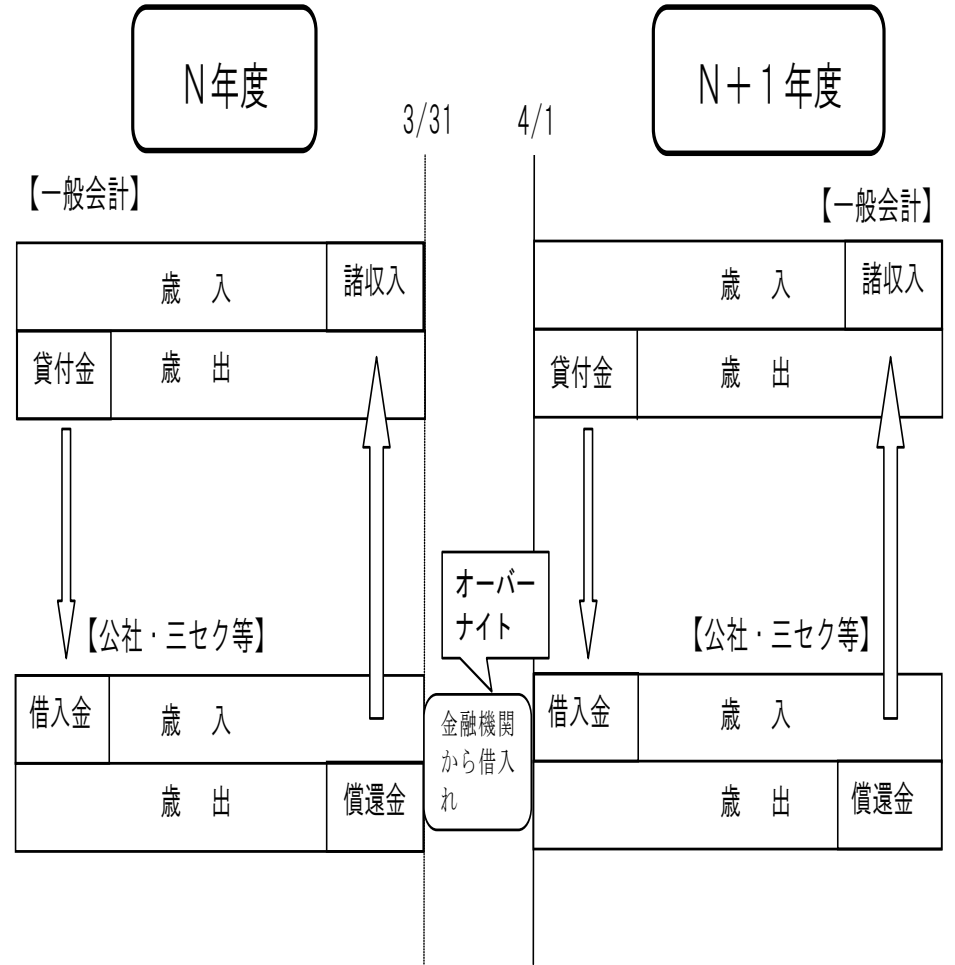 N年度
N+1年度
3/31
4/1
【一般会計】
【一般会計】
歳 入
諸収入
貸付金
歳 出
歳 入
諸収入
貸付金
歳 出
オーバー
ナイト
【公社・三セク等】
【公社・三セク等】
借入金
歳 入
歳 出
償還金
金融機関
から借入
れ
借入金
歳 入
歳 出
償還金